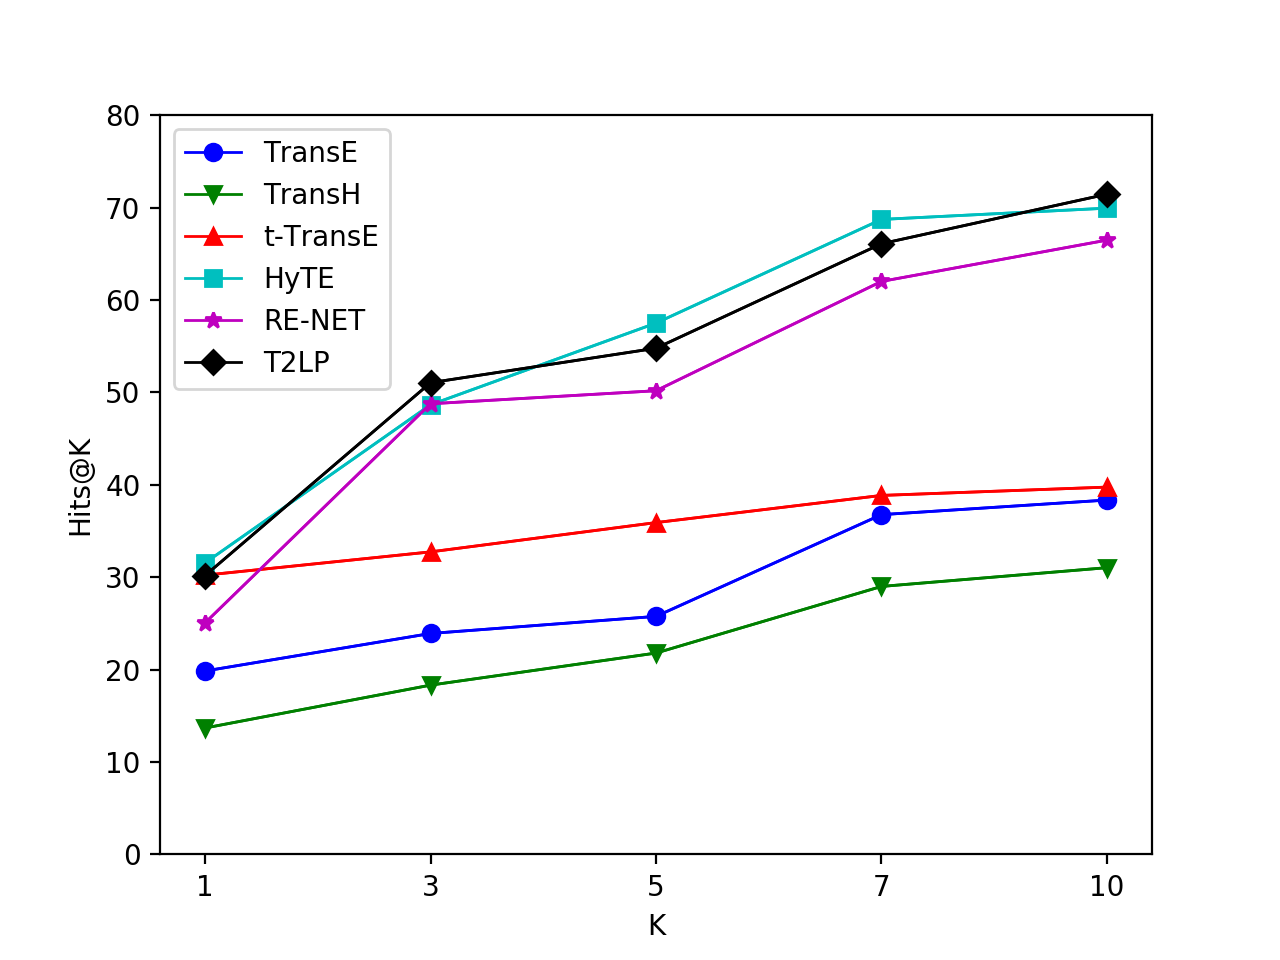 80
70
60
50
40
30
20
10
0
Hits@K
TransE
TransH
t-TransE
HyTE
RE-NET
T2LP
1 3 5 7 10
K